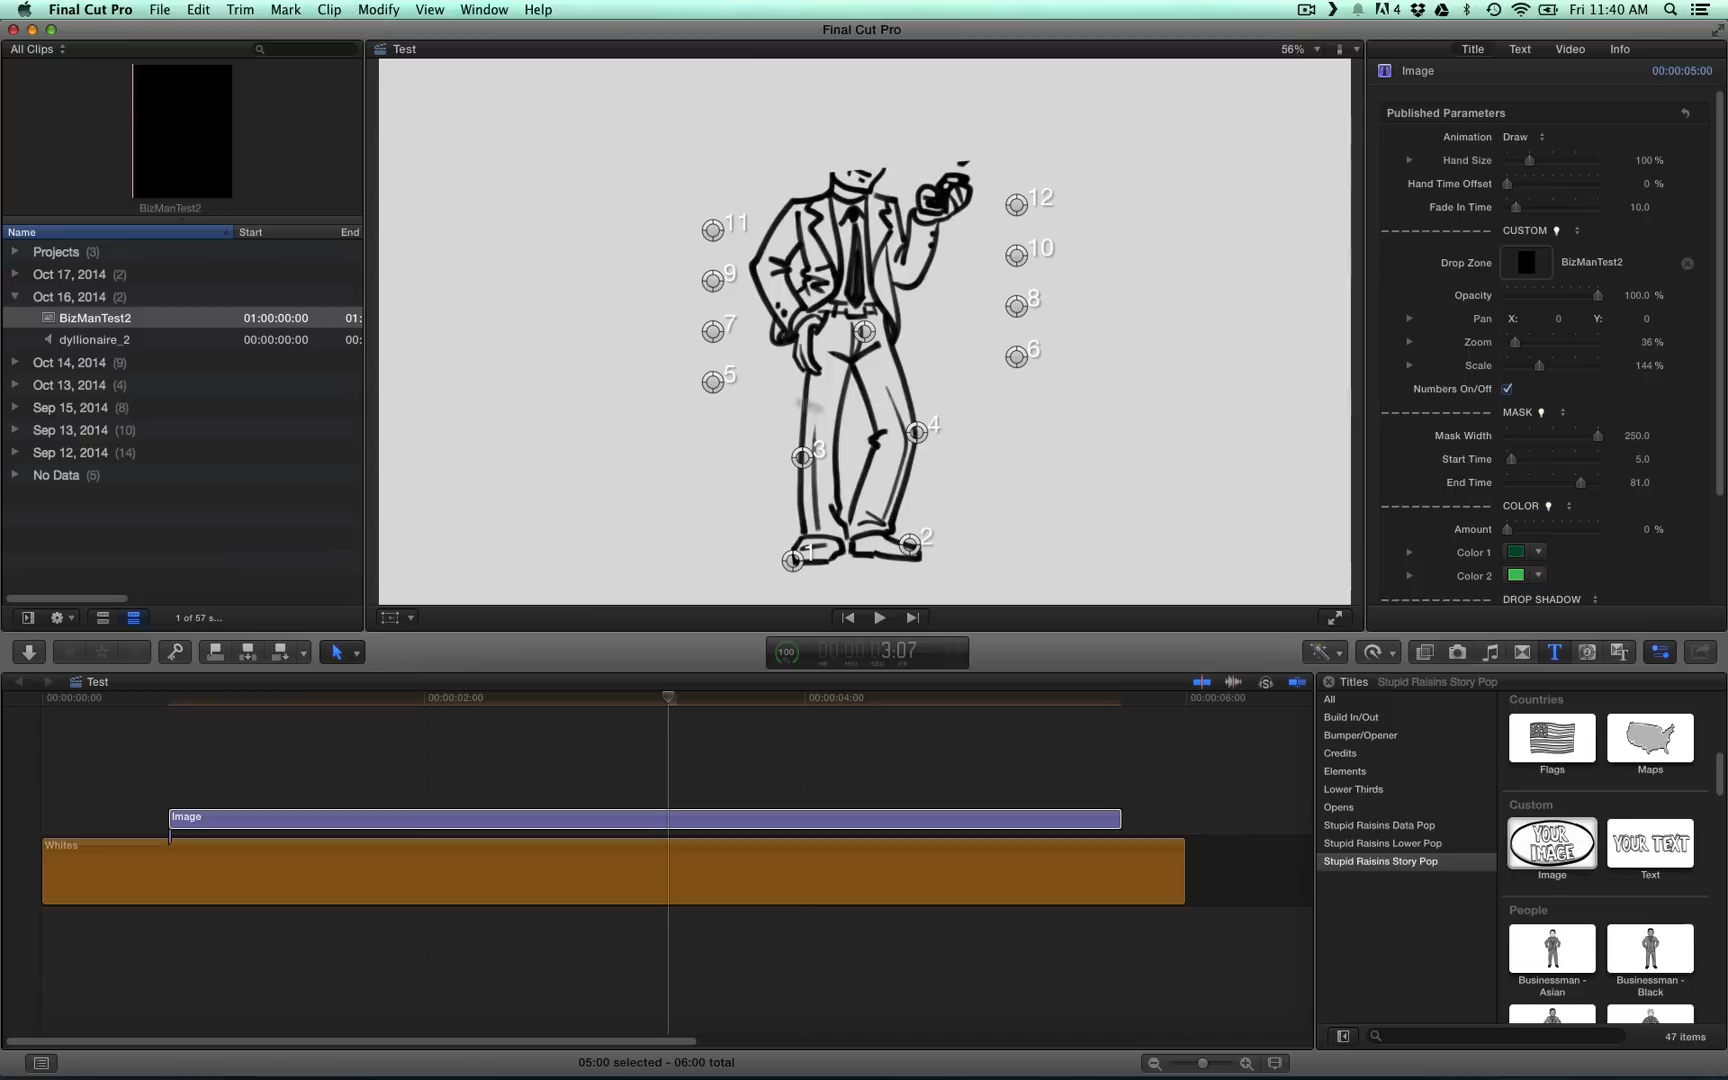 Final Cut Pro File Edit Trim Mark Clip Modify View Window Help
4 Fri 11:40 AM
Final Cut Pro
All Clips
BizManTest2
Name Start End
Projects (3)
Oct 17, 2014 (2)
Oct 16, 2014 (2)
BizManTest2 01:00:00:00 01:
dyllionaire_2 00:00:00:00 00:
Oct 14, 2014 (9)
Oct 13, 2014 (4)
Sep 15, 2014 (8)
Sep 13, 2014 (10)
Sep 12, 2014 (14)
No Data (5)
1 of 57 s...
Test 56%
11 12
9 10
7 8
5 6
3 4
1 2
Title Text Video Info
Image 00:00:05:00
Published Parameters
Animation Draw
Hand Size 100 %
Hand Time Offset 0 %
Fade In Time 10.0
CUSTOM
Drop Zone BizManTest2
Opacity 100.0 %
Pan X: 0 Y: 0
Zoom 36 %
Scale 144 %
Numbers On/Off
MASK
Mask Width 250.0
Start Time 5.0
End Time 81.0
COLOR
Amount 0 %
Color 1
Color 2
DROP SHADOW
100 3:07
HR MIN SEC FR
Test
00:00:00:00 00:00:02:00 00:00:04:00 00:00:06:00
Image
Whites
Titles Stupid Raisins Story Pop
All
Build In/Out
Bumper/Opener
Credits
Elements
Lower Thirds
Opens
Stupid Raisins Data Pop
Stupid Raisins Lower Pop
Stupid Raisins Story Pop
Countries
Flags Maps
Custom
YOUR IMAGE YOUR TEXT
Image Text
People
Businessman - Asian
Businessman - Black
47 items
05:00 selected - 06:00 total